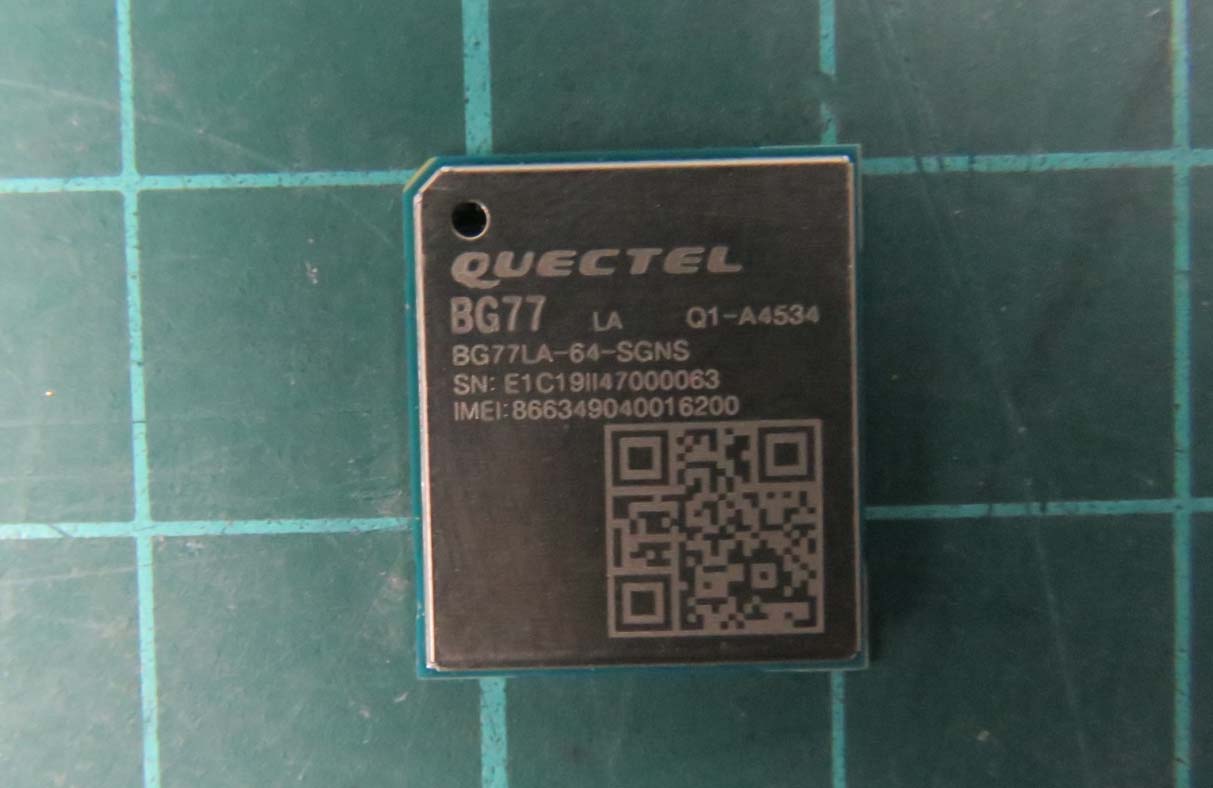 QUECTEL
BG77 LA Q1-A4534
BG77LA-64-SGNS
SN: E1C19II47000063
IMEI:866349040016200